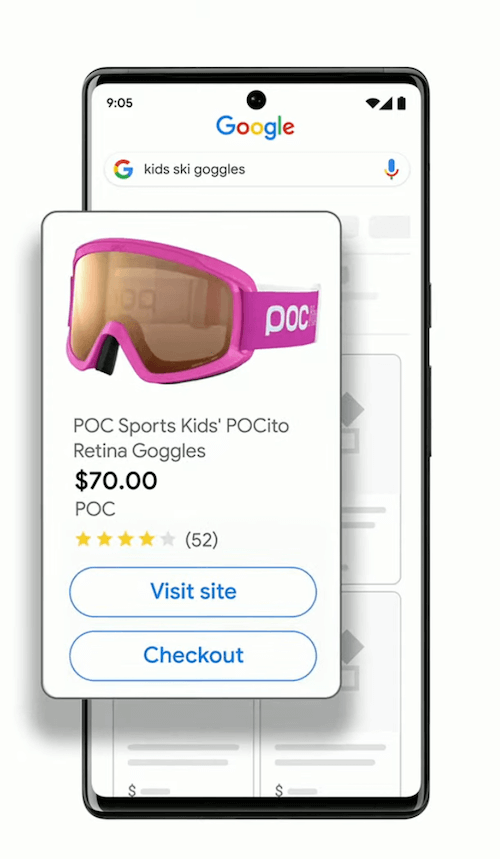 9:05
Google
kids ski goggles
POC
POC Sports Kids' POCito
Retina Goggles
$70.00
POC
(52)
Visit site
Checkout
$ $